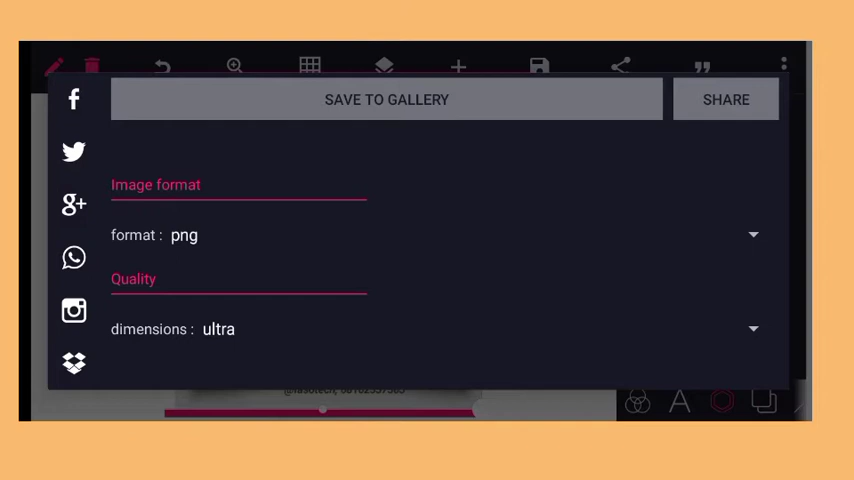 SAVE TO GALLERY
SHARE
Image format
format : png
Quality
dimensions : ultra